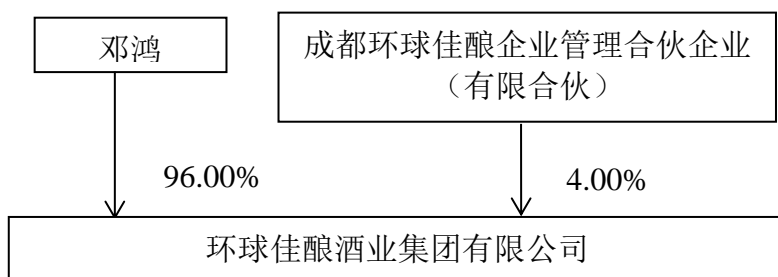 邓鸿
成都环球佳酿企业管理合伙企业
（有限合伙）
96.00%
4.00%
环球佳酿酒业集团有限公司